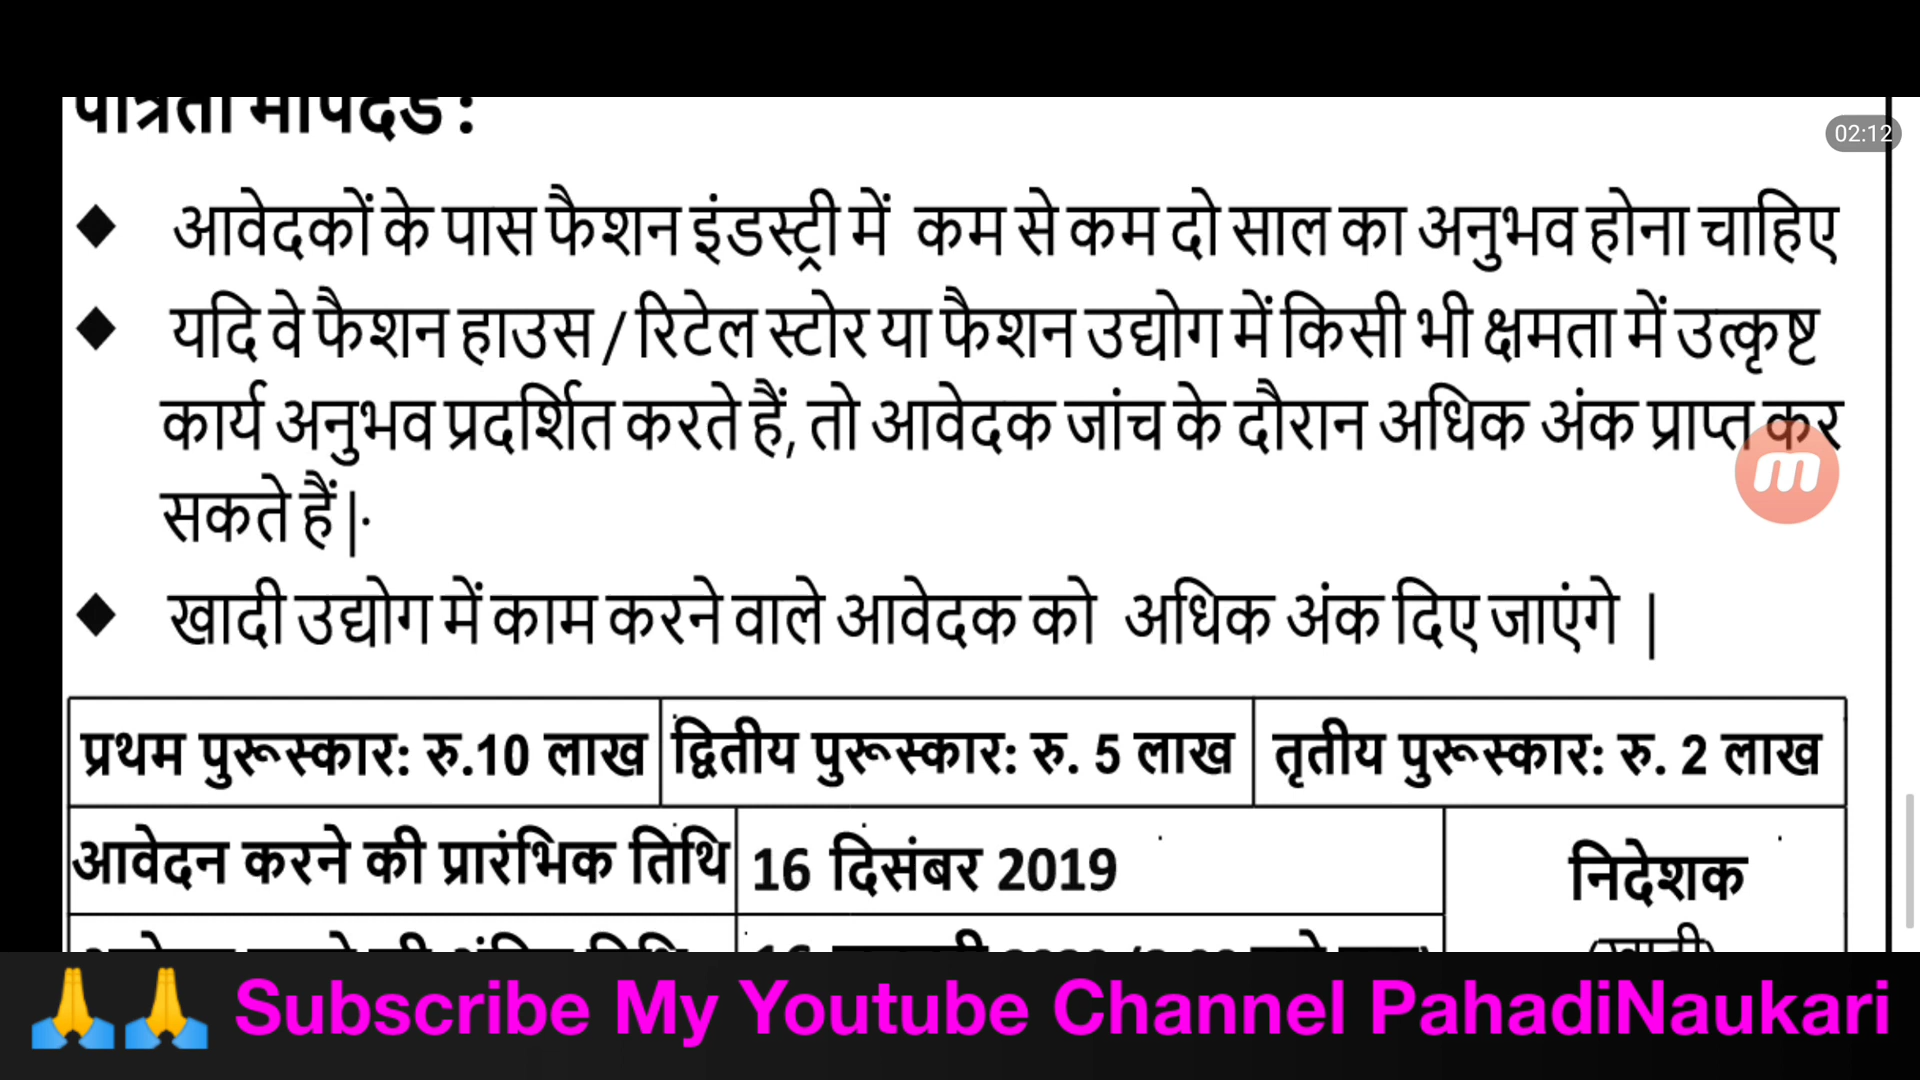 पात्रता मापदंड :
02:12
◆ आवेदकों के पास फैशन इंडस्ट्री में कम से कम दो साल का अनुभव होना चाहिए
◆ यदि वे फैशन हाउस / रिटेल स्टोर या फैशन उद्योग में किसी भी क्षमता में उत्कृष्ट
कार्य अनुभव प्रदर्शित करते हैं, तो आवेदक जांच के दौरान अधिक अंक प्राप्त कर
सकते हैं|·
◆ खादी उद्योग में काम करने वाले आवेदक को अधिक अंक दिए जाएंगे |
प्रथम पुरूस्कार: रु.10 लाख द्वितीय पुरूस्कार: रु. 5 लाख तृतीय पुरूस्कार: रु. 2 लाख
आवेदन करने की प्रारंभिक तिथि 16 दिसंबर 2019 निदेशक
🙏🙏 Subscribe My Youtube Channel PahadiNaukari